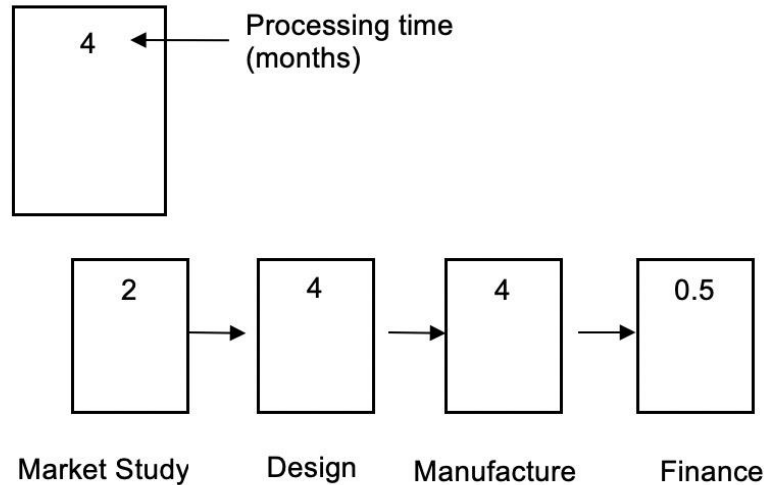 4
Processing time
(months)
2
4
4
0.5
Market Study
Design
Manufacture
Finance